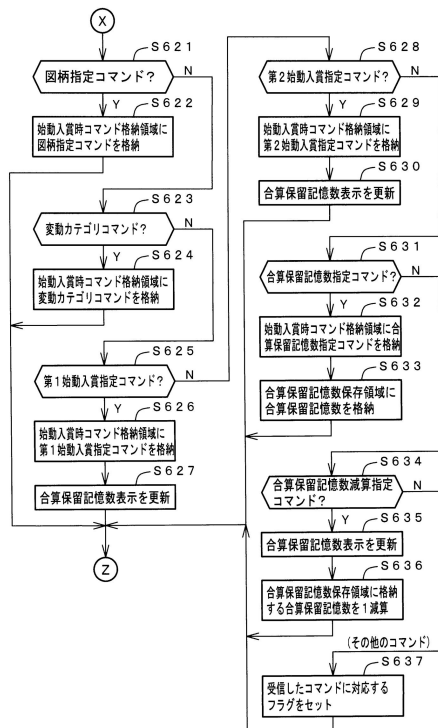 X
S621
図柄指定コマンド?
N
Y
S622
始動入賞時コマンド格納領域に
図柄指定コマンドを格納
S623
変動カテゴリコマンド?
N
Y
S624
始動入賞時コマンド格納領域に
変動カテゴリコマンドを格納
S625
第1始動入賞指定コマンド?
N
Y
S626
始動入賞時コマンド格納領域に
第1始動入賞指定コマンドを格納
S627
合算保留記憶数表示を更新
Z
S628
第2始動入賞指定コマンド?
N
Y
S629
始動入賞時コマンド格納領域に
第2始動入賞指定コマンドを格納
S630
合算保留記憶数表示を更新
S631
合算保留記憶数指定コマンド?
N
Y
S632
始動入賞時コマンド格納領域に合
算保留記憶数指定コマンドを格納
S633
合算保留記憶数保存領域に
合算保留記憶数を格納
S634
合算保留記憶数減算指定
コマンド?
N
Y
S635
合算保留記憶数表示を更新
S636
合算保留記憶数保存領域に格納
する合算保留記憶数を1減算
(その他のコマンド)
S637
受信したコマンドに対応する
フラグをセット